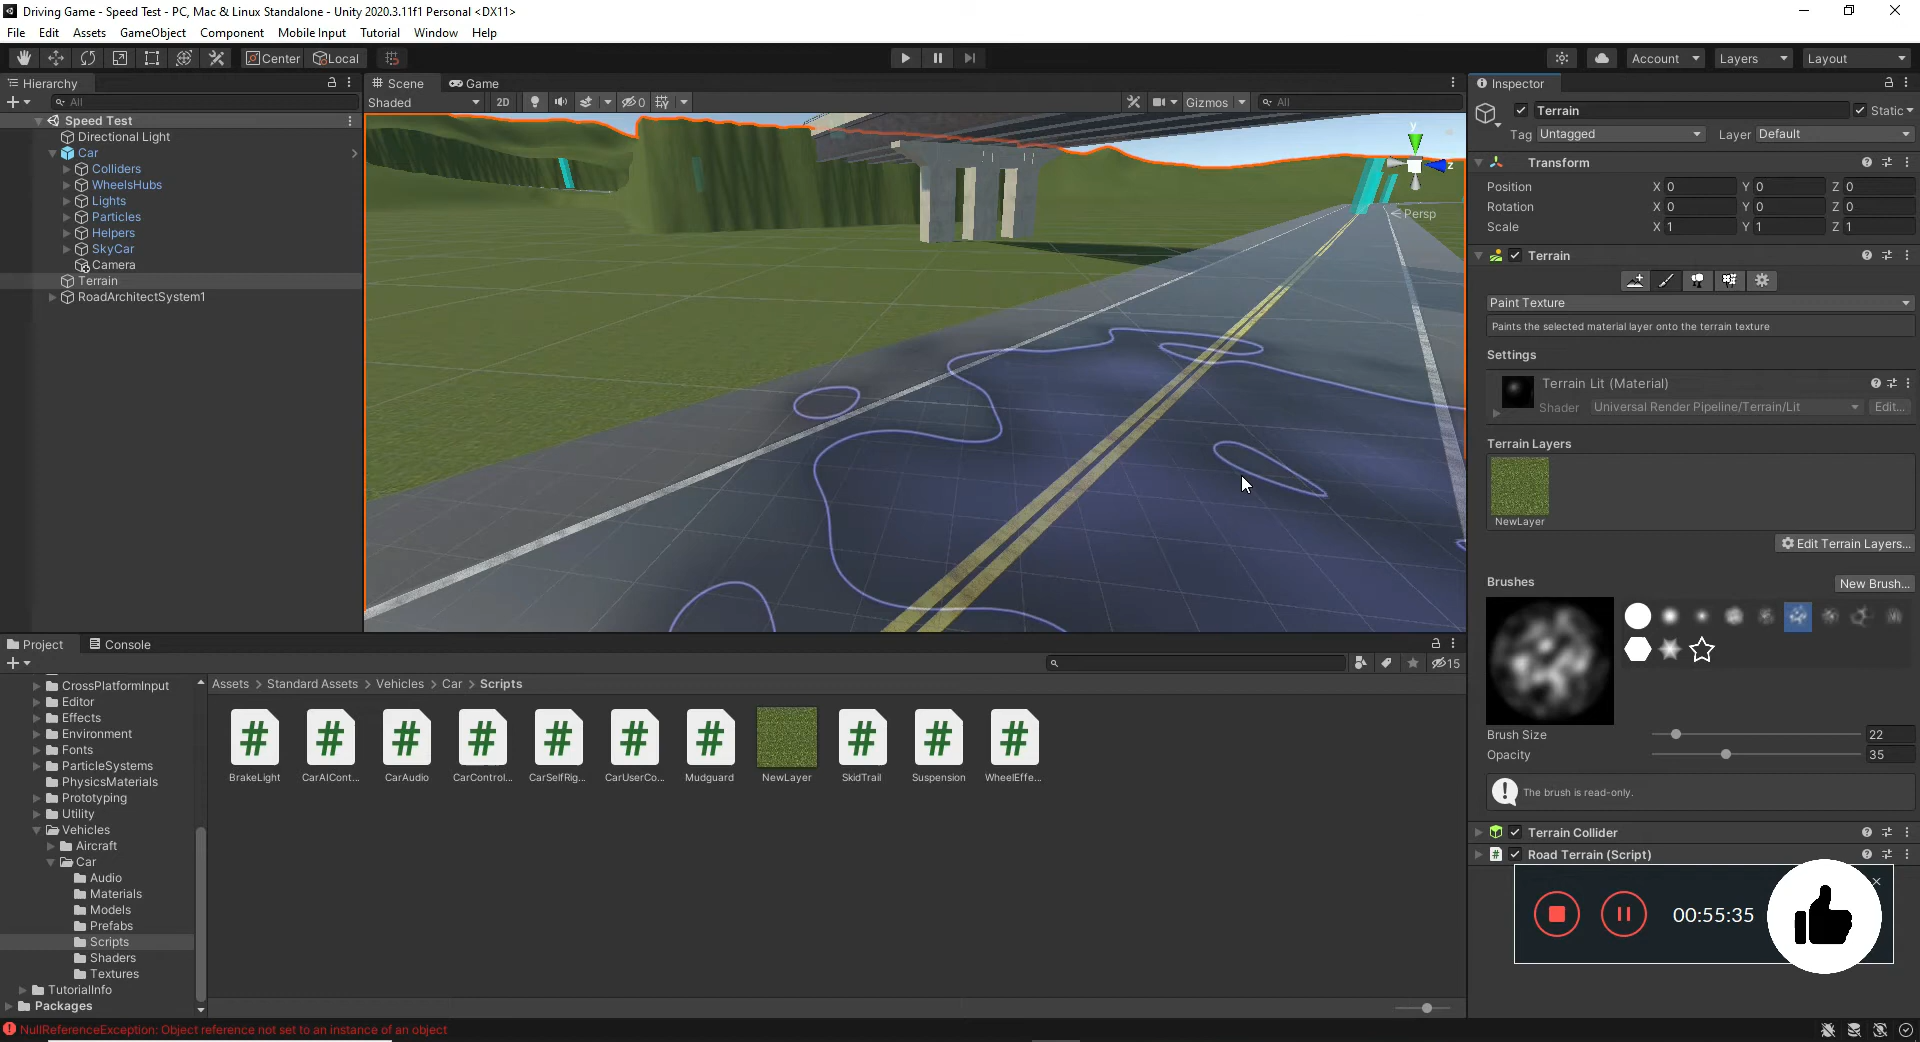 Driving Game - Speed Test - PC, Mac & Linux Standalone - Unity 2020.3.11f1 Personal <DX11>
File Edit Assets GameObject Component Mobile Input Tutorial Window Help
Center Local Account Layers Layout
Hierarchy
All
Speed Test
Directional Light
Car
Colliders
WheelsHubs
Lights
Particles
Helpers
SkyCar
Camera
Terrain
RoadArchitectSystem1
Scene Game
Shaded 2D 0 Gizmos All
y
z
Persp
Inspector
Terrain Static
Tag Untagged Layer Default
Transform
Position X 0 Y 0 Z 0
Rotation X 0 Y 0 Z 0
Scale X 1 Y 1 Z 1
Terrain
Paint Texture
Paints the selected material layer onto the terrain texture
Settings
Terrain Lit (Material)
Shader Universal Render Pipeline/Terrain/Lit Edit...
Terrain Layers
NewLayer
Edit Terrain Layers...
Brushes New Brush...
Brush Size 22
Opacity 35
The brush is read-only.
Terrain Collider
# Road Terrain (Script)
00:55:35
Project Console
15
CrossPlatformInput
Editor
Effects
Environment
Fonts
ParticleSystems
PhysicsMaterials
Prototyping
Utility
Vehicles
Aircraft
Car
Audio
Materials
Models
Prefabs
Scripts
Shaders
Textures
TutorialInfo
Packages
Assets > Standard Assets > Vehicles > Car > Scripts
# # # # # # # # # #
BrakeLight CarAICont... CarAudio CarControl... CarSelfRig... CarUserCo... Mudguard NewLayer SkidTrail Suspension WheelEffe...
NullReferenceException: Object reference not set to an instance of an object